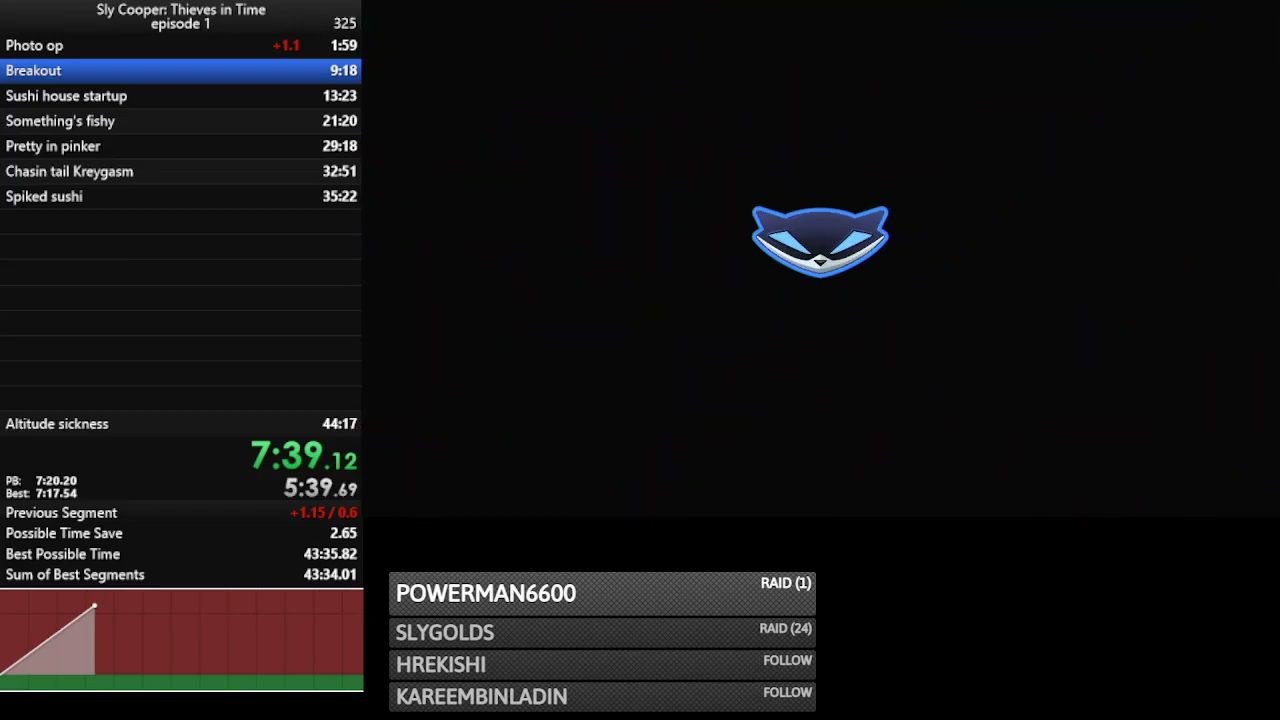 Sly Cooper: Thieves in Time
episode 1 325
Photo op +1.1 1:59
Breakout 9:18
Sushi house startup 13:23
Something's fishy 21:20
Pretty in pinker 29:18
Chasin tail Kreygasm 32:51
Spiked sushi 35:22
Altitude sickness 44:17
7:39.12
PB: 7:20.20
Best: 7:17.54 5:39.69
Previous Segment +1.15 / 0.6
Possible Time Save 2.65
Best Possible Time 43:35.82
Sum of Best Segments 43:34.01
POWERMAN6600 RAID (1)
SLYGOLDS RAID (24)
HREKISHI FOLLOW
KAREEMBINLADIN FOLLOW